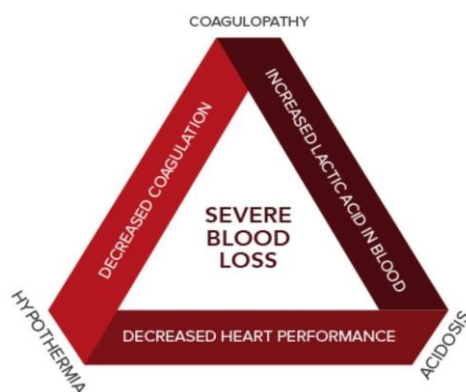 COAGULOPATHY
DECREASED COAGULATION
INCREASED LACTIC ACID IN BLOOD
SEVERE
BLOOD
LOSS
HYPOTHERMIA
DECREASED HEART PERFORMANCE
ACIDOSIS